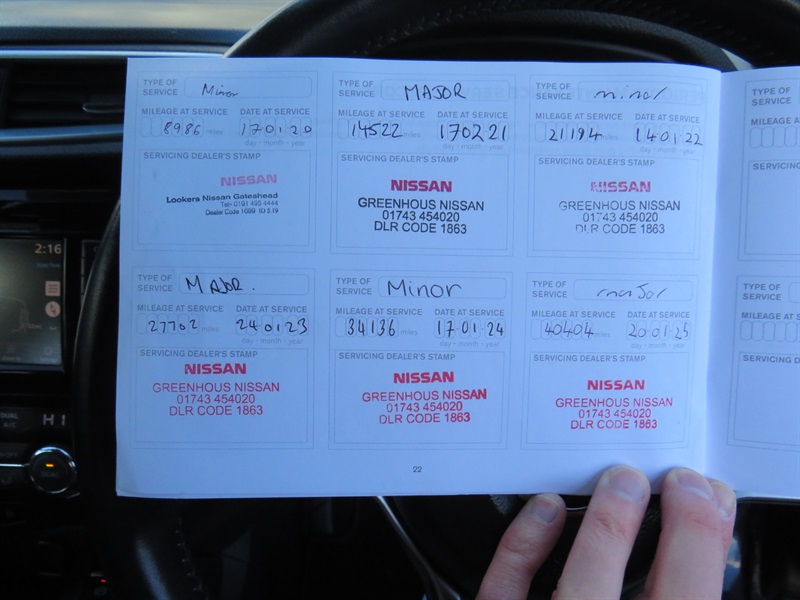 TYPE OF SERVICE Minor
MILEAGE AT SERVICE DATE AT SERVICE
8986 miles 17 01 20
day - month - year
SERVICING DEALER'S STAMP
NISSAN
Lookers Nissan Gateshead
Tel: 0191 495 4444
TYPE OF SERVICE MAJOR
MILEAGE AT SERVICE DATE AT SERVICE
14522 miles 17 02 21
day - month - year
SERVICING DEALER'S STAMP
NISSAN
GREENHOUS NISSAN
01743 454020
DLR CODE 1863
TYPE OF SERVICE minor
MILEAGE AT SERVICE DATE AT SERVICE
21194 miles 14 01 22
day - month - year
SERVICING DEALER'S STAMP
NISSAN
GREENHOUS NISSAN
01743 454020
DLR CODE 1863
TYPE OF SERVICE MAJOR.
MILEAGE AT SERVICE DATE AT SERVICE
27702 miles 24 01 23
day - month - year
SERVICING DEALER'S STAMP
NISSAN
GREENHOUS NISSAN
01743 454020
DLR CODE 1863
TYPE OF SERVICE Minor
MILEAGE AT SERVICE DATE AT SERVICE
34136 miles 17 01 24
day - month - year
SERVICING DEALER'S STAMP
NISSAN
GREENHOUS NISSAN
01743 454020
DLR CODE 1863
TYPE OF SERVICE major
MILEAGE AT SERVICE DATE AT SERVICE
40404 miles 20 01 25
day - month - year
SERVICING DEALER'S STAMP
NISSAN
GREENHOUS NISSAN
01743 454020
DLR CODE 1863
22
TYPE OF SERVICE
MILEAGE A
SERVICING
TYPE OF SERVICE
MILEAGE AT
SERVICING DE
2:16
DUAL
A/C
HI